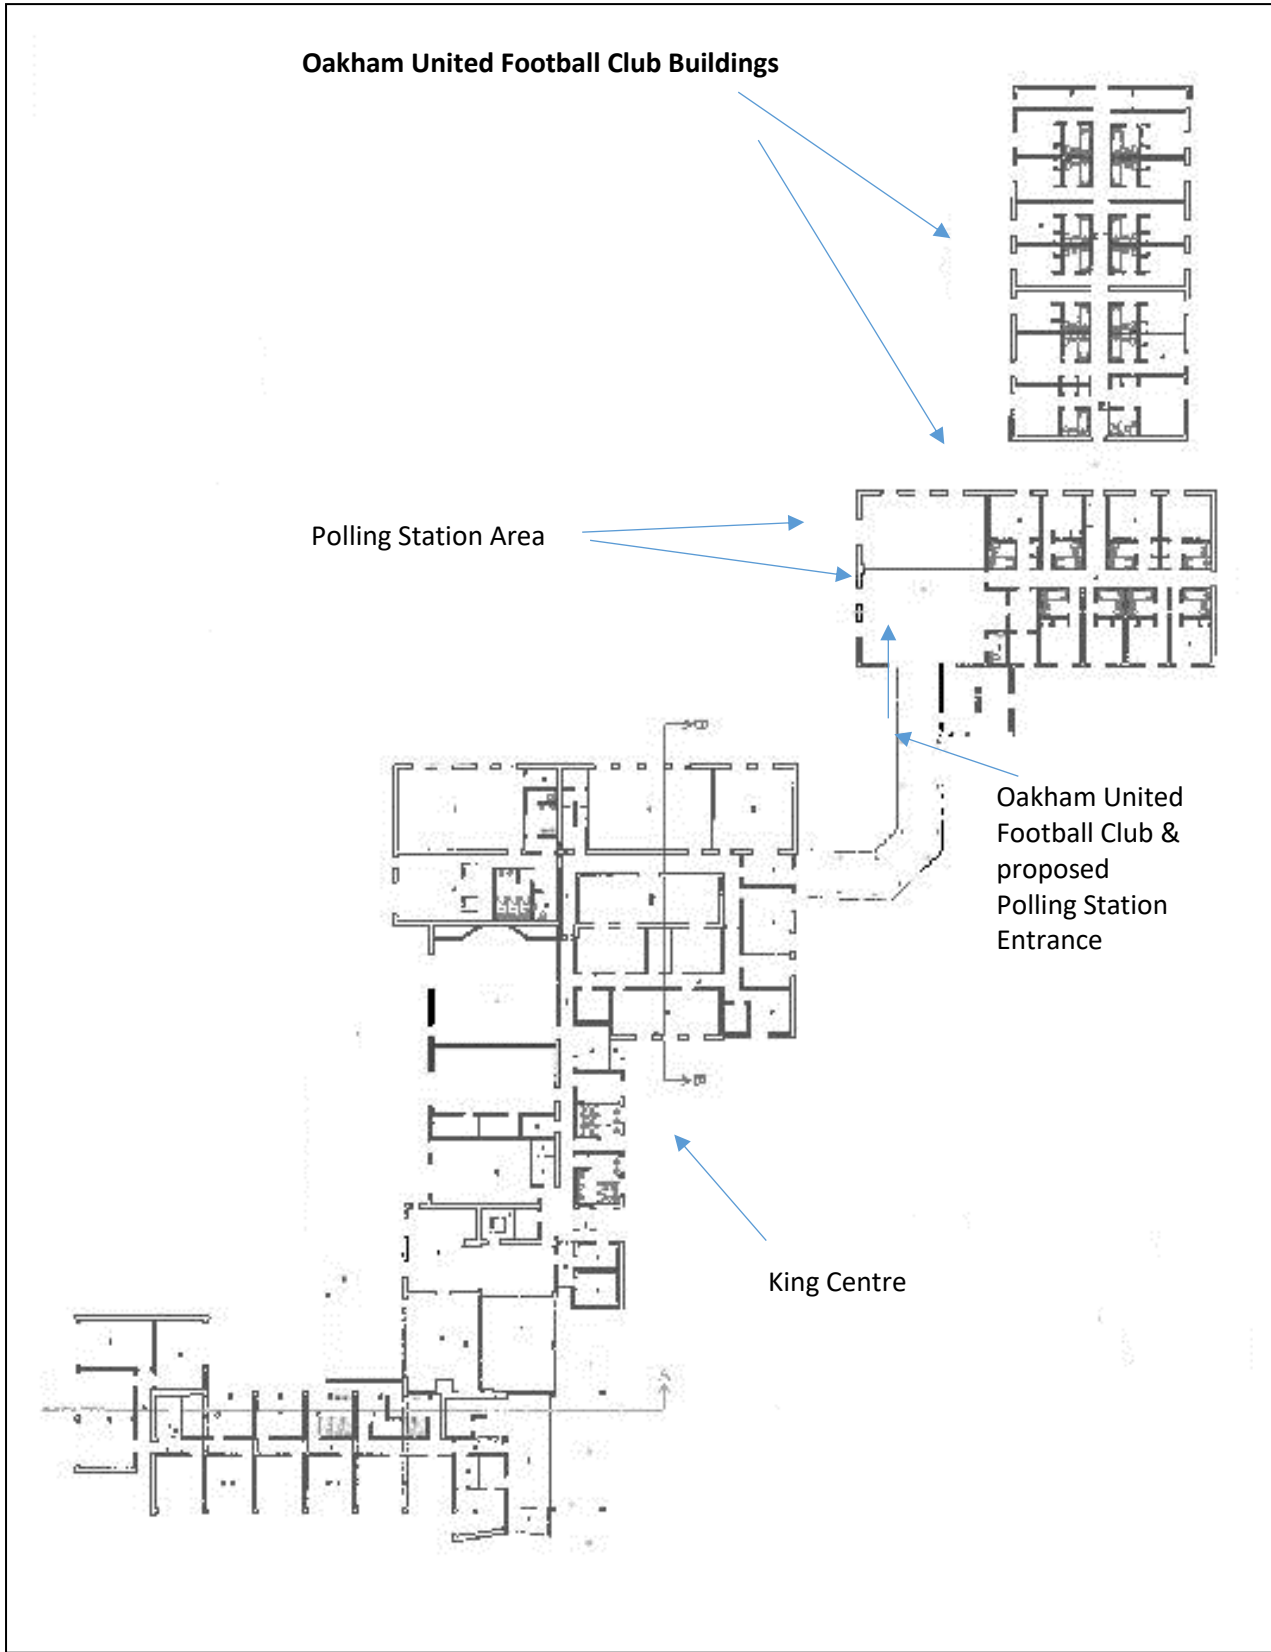 Oakham United Football Club Buildings
Polling Station Area
Oakham United
Football Club &
proposed
Polling Station
Entrance
King Centre